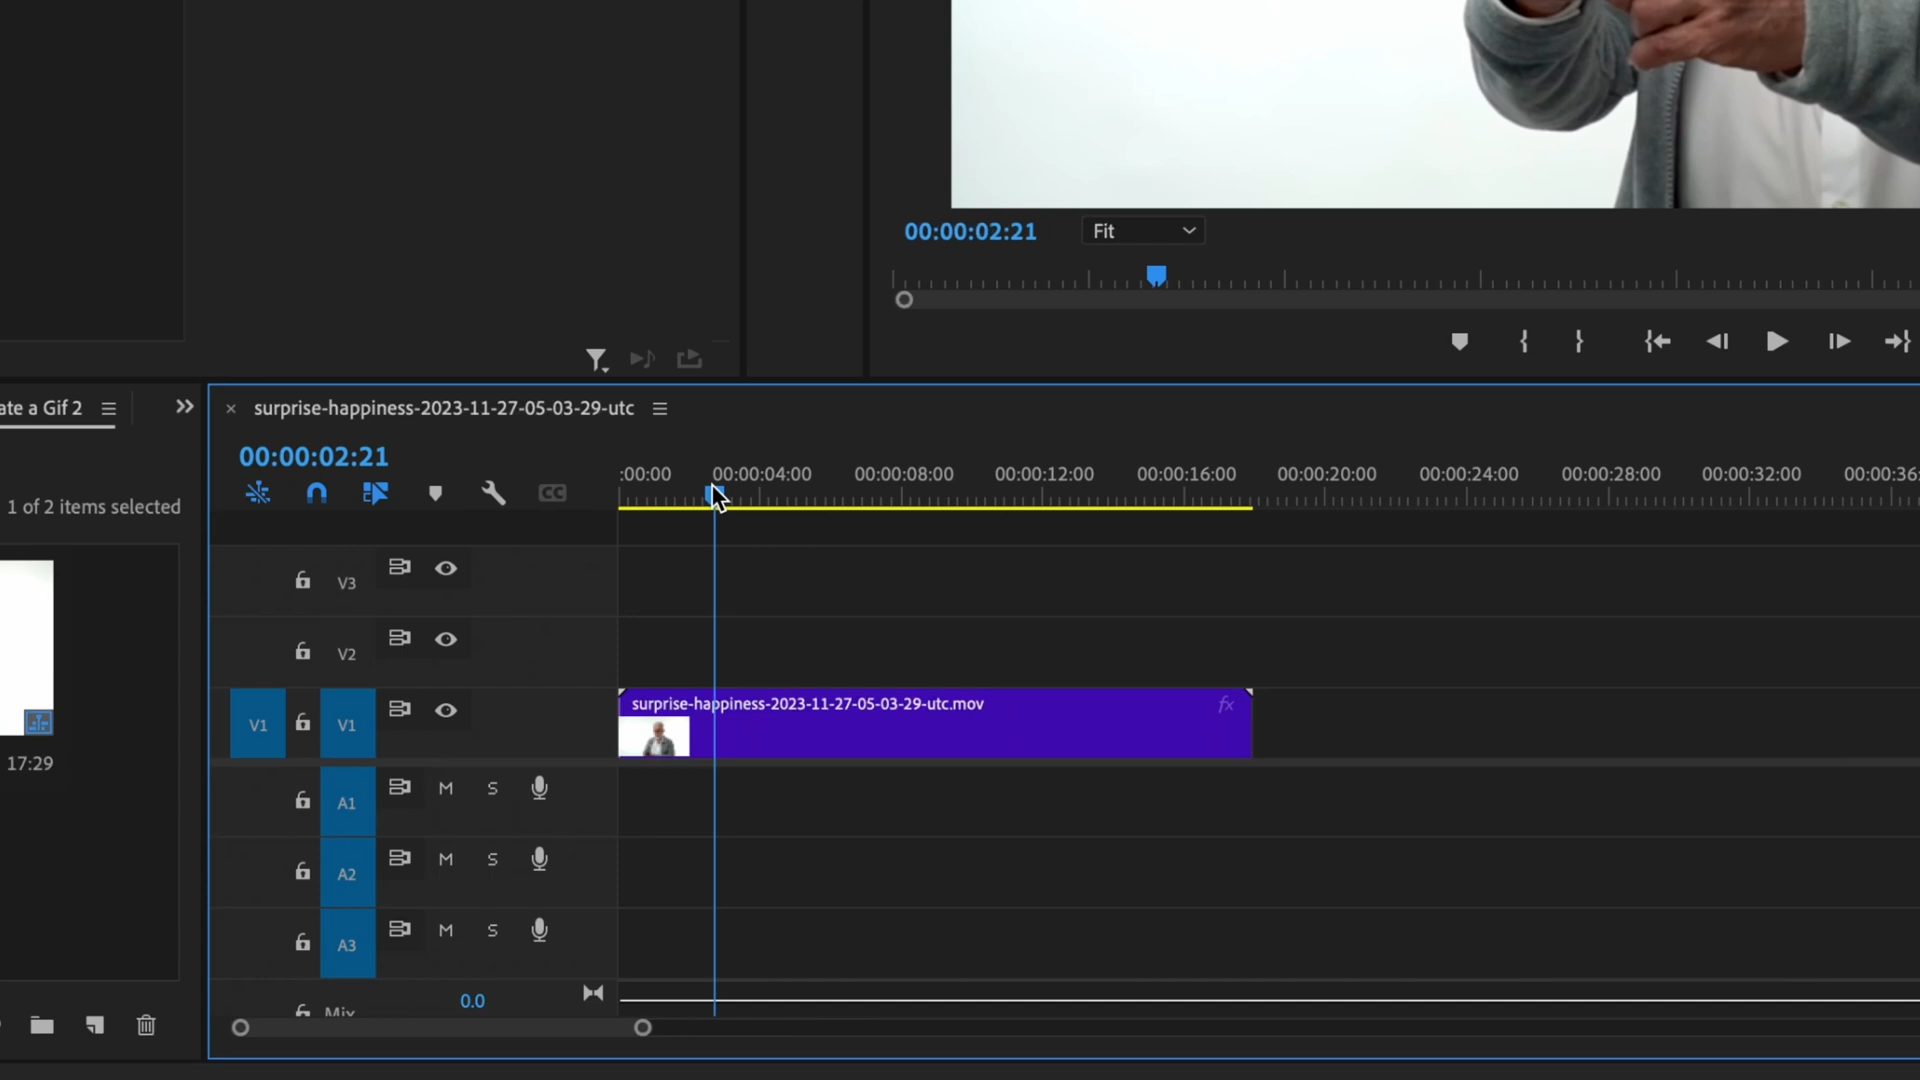 00:00:02:21
Fit
ate a Gif 2
surprise-happiness-2023-11-27-05-03-29-utc
00:00:02:21
:00:00
00:00:04:00
00:00:08:00
00:00:12:00
00:00:16:00
00:00:20:00
00:00:24:00
00:00:28:00
00:00:32:00
00:00:36:
CC
1 of 2 items selected
V3
V2
V1
V1
surprise-happiness-2023-11-27-05-03-29-utc.mov
fx
17:29
A1
M
S
A2
M
S
A3
M
S
Mix
0.0